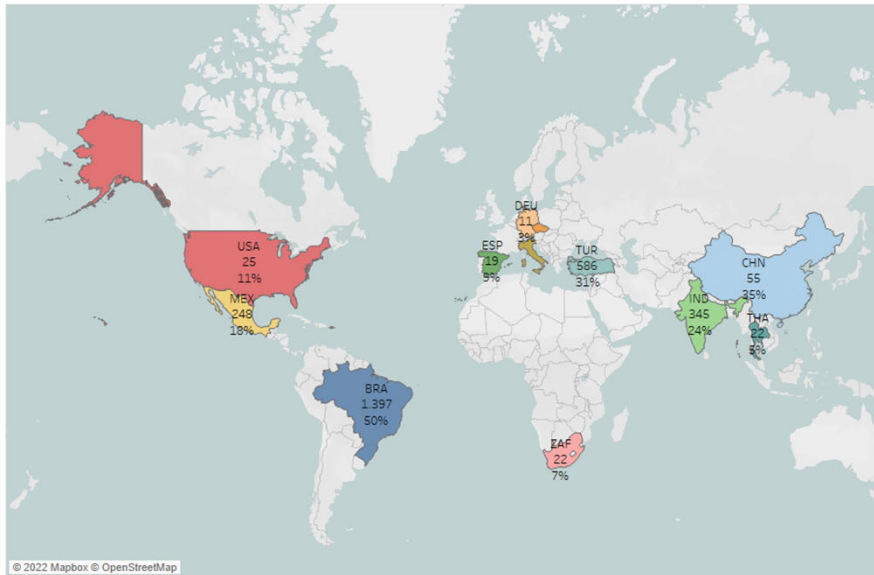 DEU
11
3%
ESP
19
9%
TUR
586
31%
USA
25
11%
CHN
55
35%
MEX
248
18%
IND
345
24%
THA
22
5%
BRA
1.397
50%
ZAF
22
7%
© 2022 Mapbox © OpenStreetMap